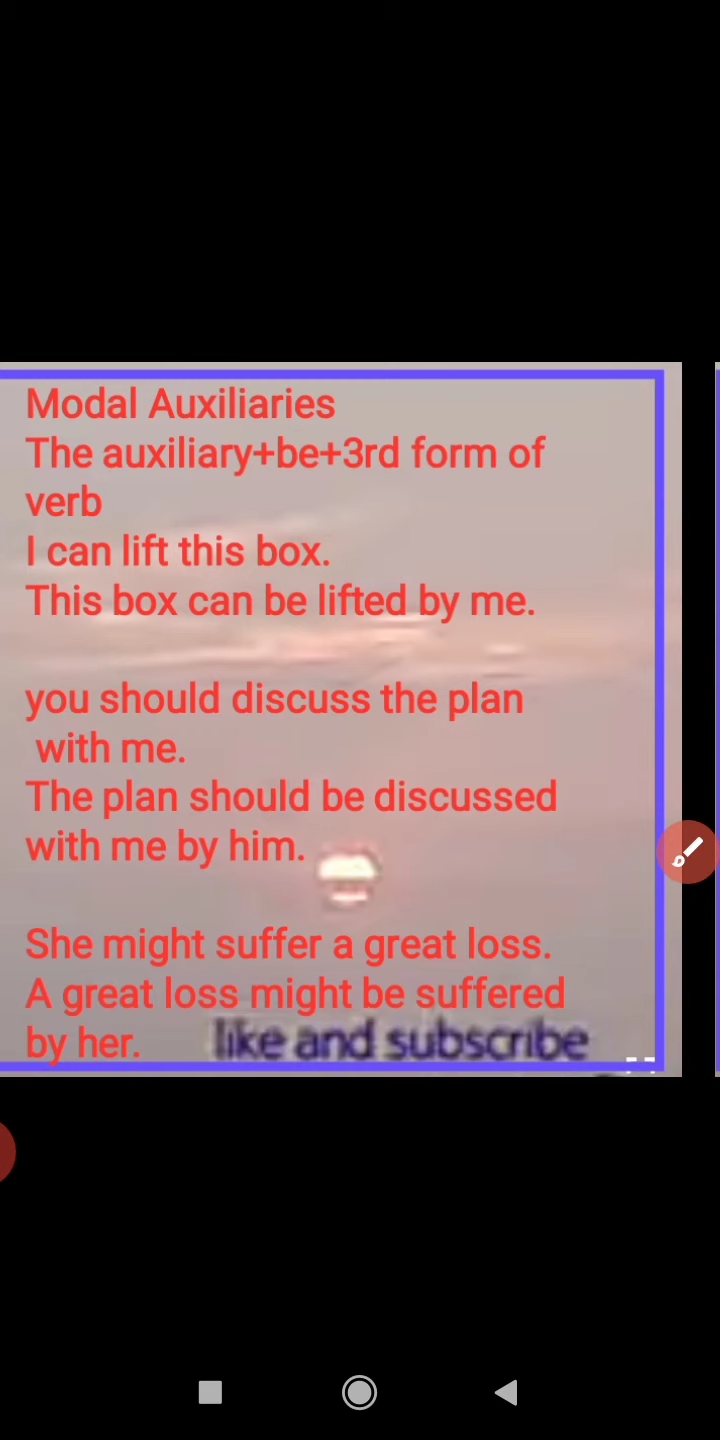 Modal Auxiliaries
The auxiliary+be+3rd form of
verb
I can lift this box.
This box can be lifted by me.
you should discuss the plan
with me.
The plan should be discussed
with me by him.
She might suffer a great loss.
A great loss might be suffered
by her.
like and subscribe